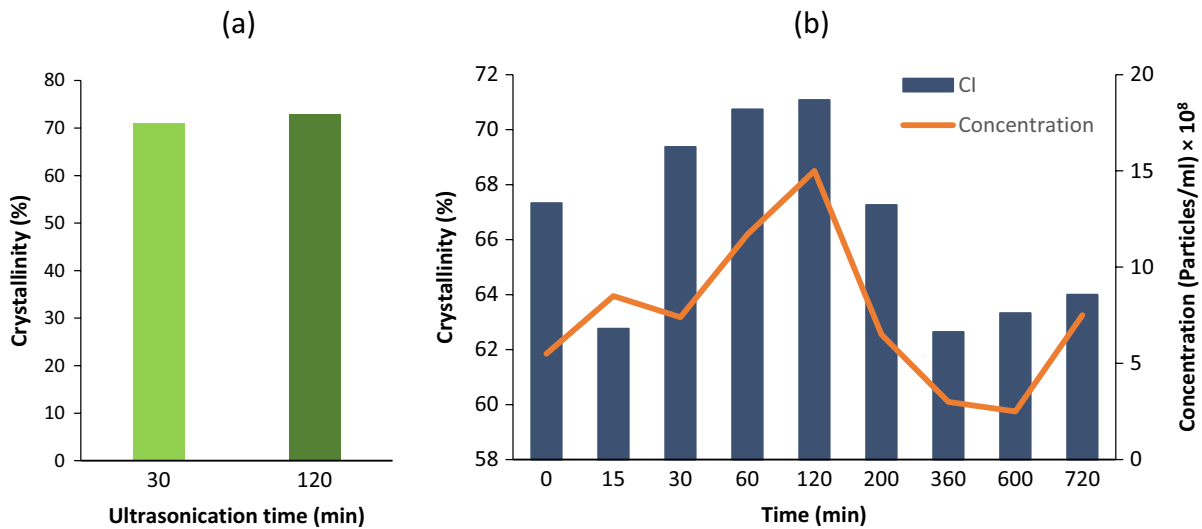 (a)
80
70
60
50
40
30
20
10
0
Crystallinity (%)
30 120
Ultrasonication time (min)
(b)
72
70
68
66
64
62
60
58
Crystallinity (%)
CI
Concentration
20
15
10
5
0
Concentration (Particles/ml) × 10⁸
0 15 30 60 120 200 360 600 720
Time (min)